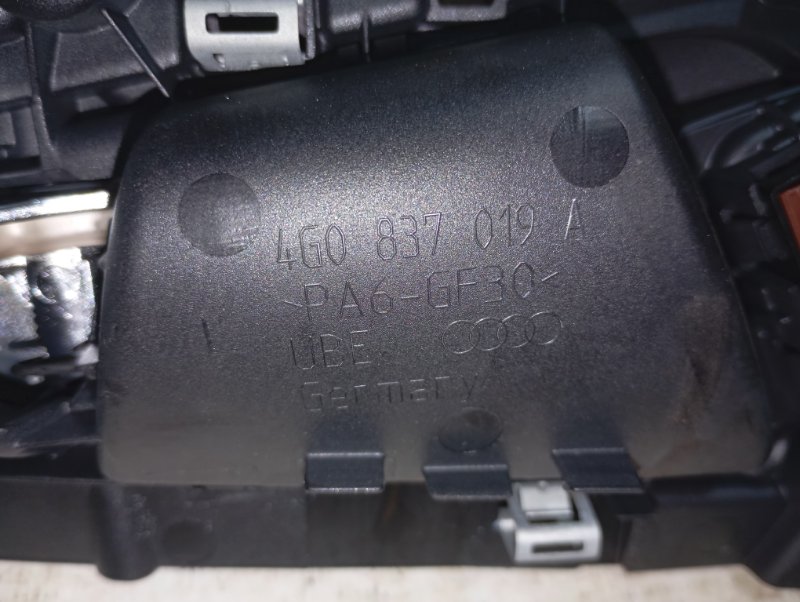 4G0 837 019 A
>PA6-GF30<
L
UBE
Germany